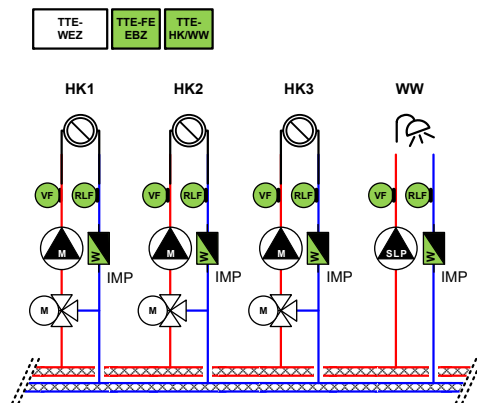 TTE-
WEZ
TTE-FE
EBZ
TTE-
HK/WW
HK1
HK2
HK3
WW
VF
RLF
VF
RLF
VF
RLF
VF
RLF
M
W
M
W
M
W
SLP
W
IMP
IMP
IMP
IMP
M
M
M